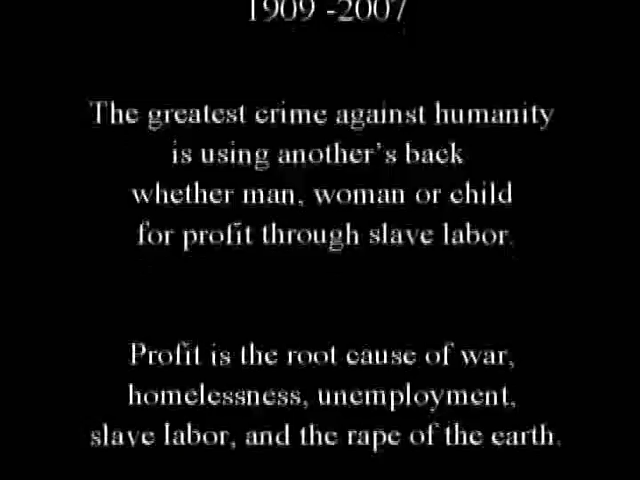 1909 -2007
The greatest crime against humanity
is using another's back
whether man, woman or child
for profit through slave labor.
Profit is the root cause of war,
homelessness, unemployment,
slave labor, and the rape of the earth.